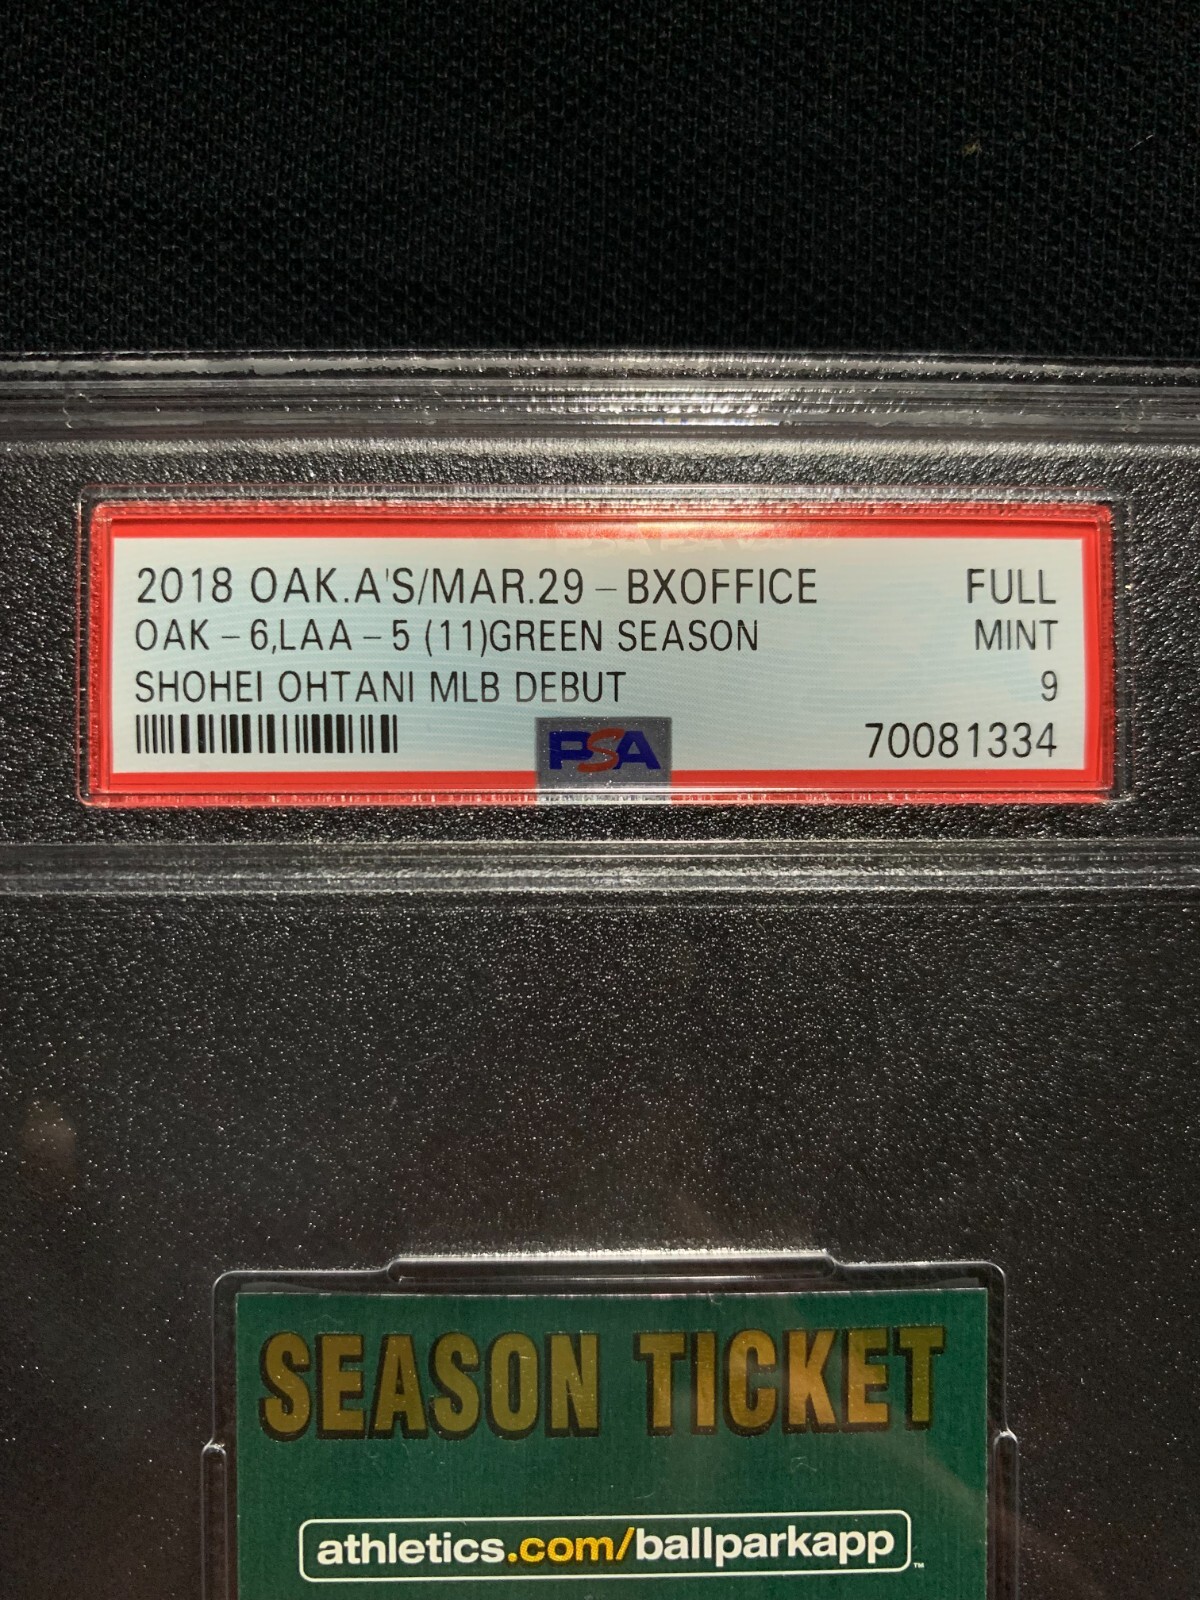 2018 OAK.A'S/MAR.29 – BXOFFICE FULL
OAK – 6,LAA – 5 (11)GREEN SEASON MINT
SHOHEI OHTANI MLB DEBUT 9
PSA 70081334
SEASON TICKET
athletics.com/ballparkapp™